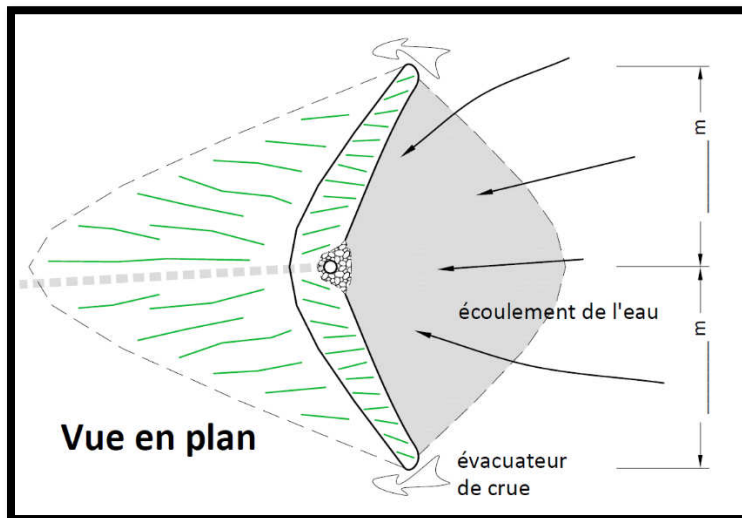 m
écoulement de l'eau
m
Vue en plan
évacuateur
de crue